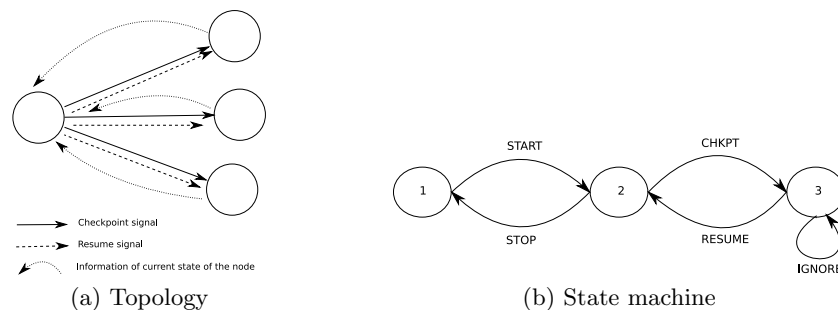 START
CHKPT
1
2
3
STOP
RESUME
IGNORE
Checkpoint signal
Resume signal
Information of current state of the node
(a) Topology
(b) State machine